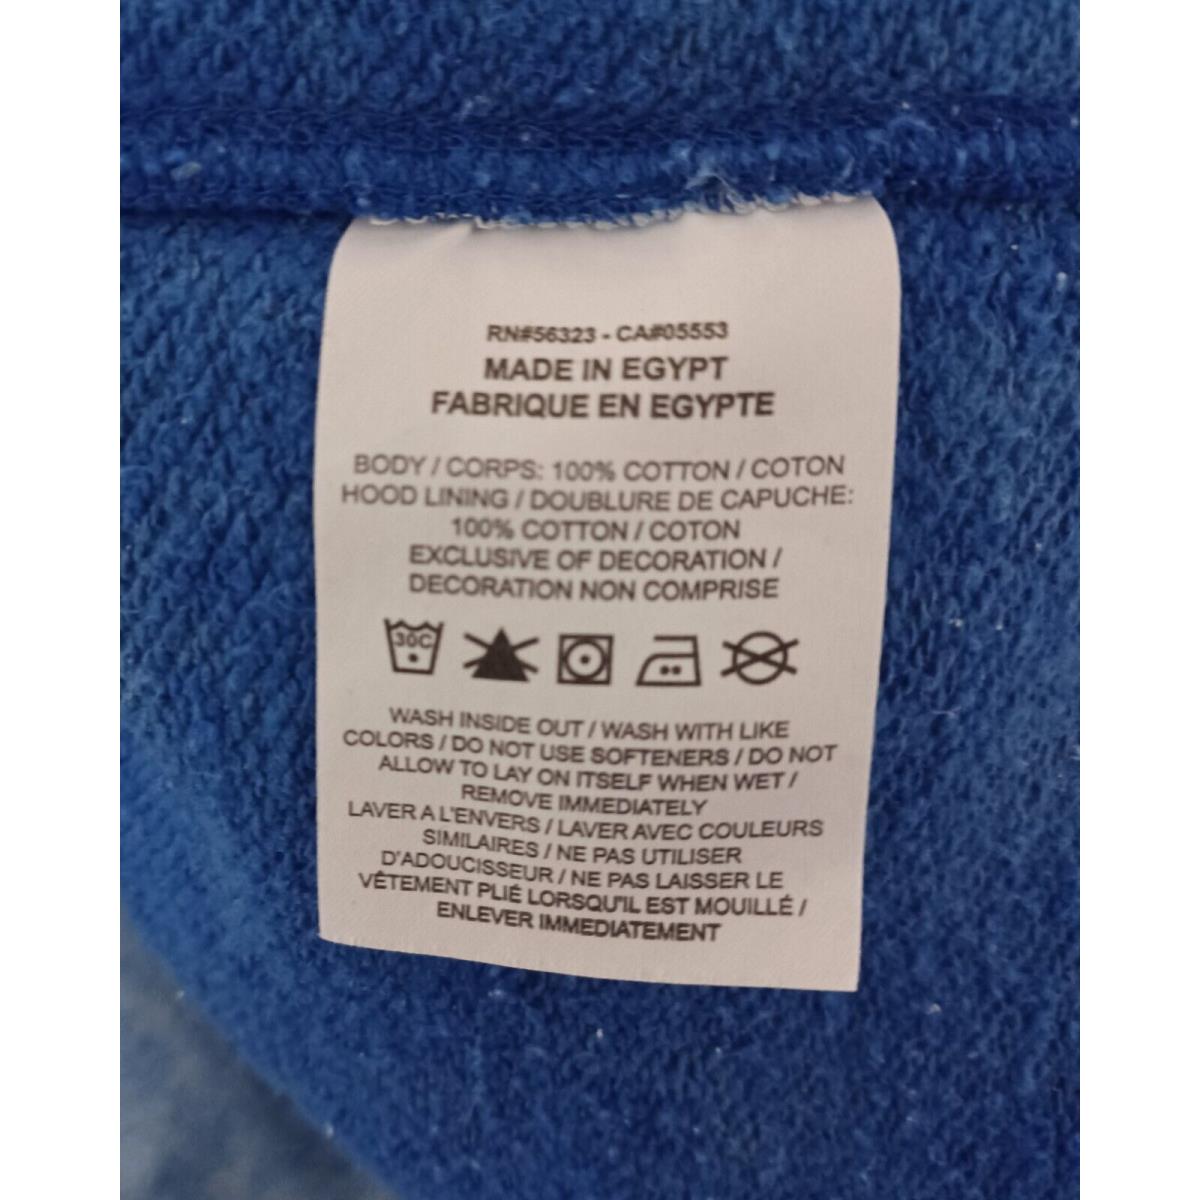 RN#56323 - CA#05553
MADE IN EGYPT
FABRIQUE EN EGYPTE
BODY / CORPS: 100% COTTON / COTON
HOOD LINING / DOUBLURE DE CAPUCHE:
100% COTTON / COTON
EXCLUSIVE OF DECORATION /
DECORATION NON COMPRISE
30C
WASH INSIDE OUT / WASH WITH LIKE
COLORS / DO NOT USE SOFTENERS / DO NOT
ALLOW TO LAY ON ITSELF WHEN WET /
REMOVE IMMEDIATELY
LAVER A L'ENVERS / LAVER AVEC COULEURS
SIMILAIRES / NE PAS UTILISER
D'ADOUCISSEUR / NE PAS LAISSER LE
VÊTEMENT PLIÉ LORSQU'IL EST MOUILLÉ /
ENLEVER IMMEDIATEMENT